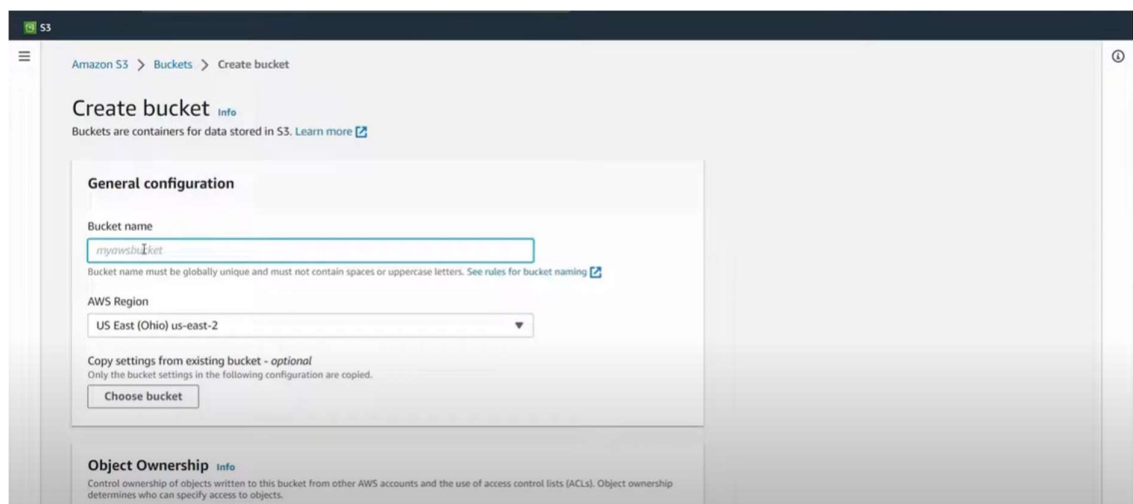 S3
Amazon S3 > Buckets > Create bucket
Create bucket Info
Buckets are containers for data stored in S3. Learn more
General configuration
Bucket name
myawsbucket
Bucket name must be globally unique and must not contain spaces or uppercase letters. See rules for bucket naming
AWS Region
US East (Ohio) us-east-2
Copy settings from existing bucket - optional
Only the bucket settings in the following configuration are copied.
Choose bucket
Object Ownership Info
Control ownership of objects written to this bucket from other AWS accounts and the use of access control lists (ACLs). Object ownership
determines who can specify access to objects.